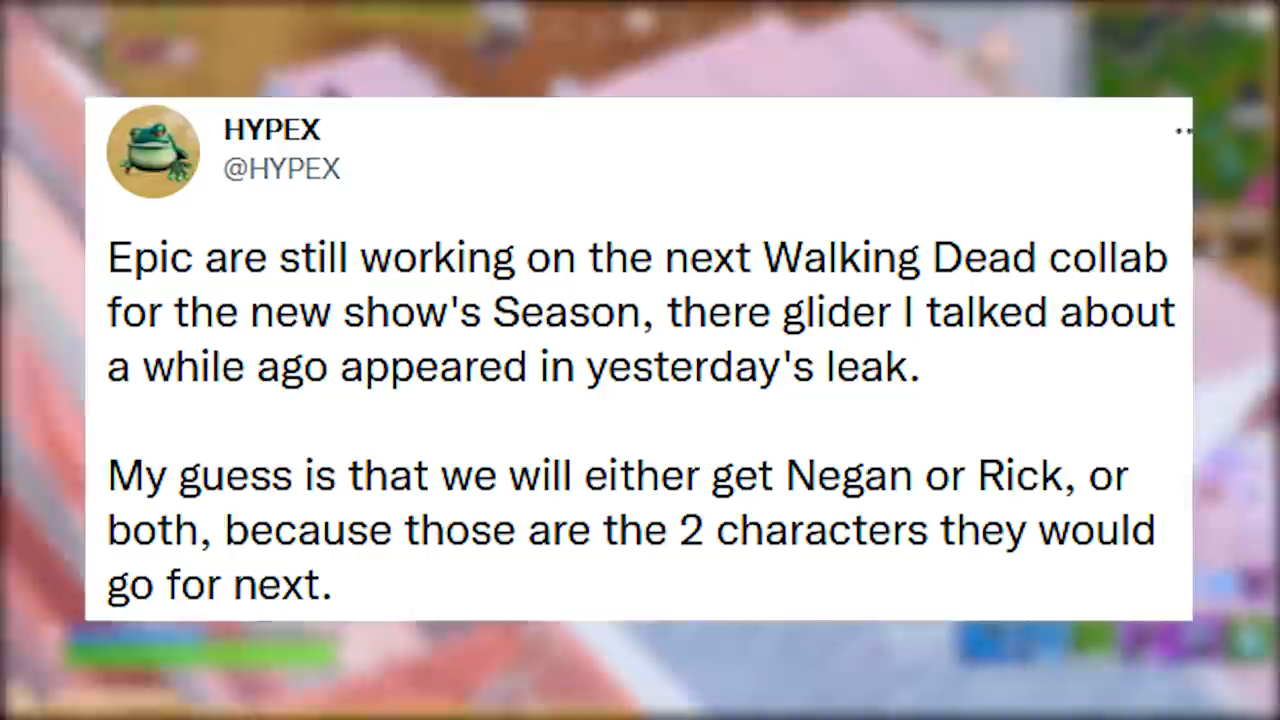 HYPEX
@HYPEX
Epic are still working on the next Walking Dead collab
for the new show's Season, there glider I talked about
a while ago appeared in yesterday's leak.
My guess is that we will either get Negan or Rick, or
both, because those are the 2 characters they would
go for next.